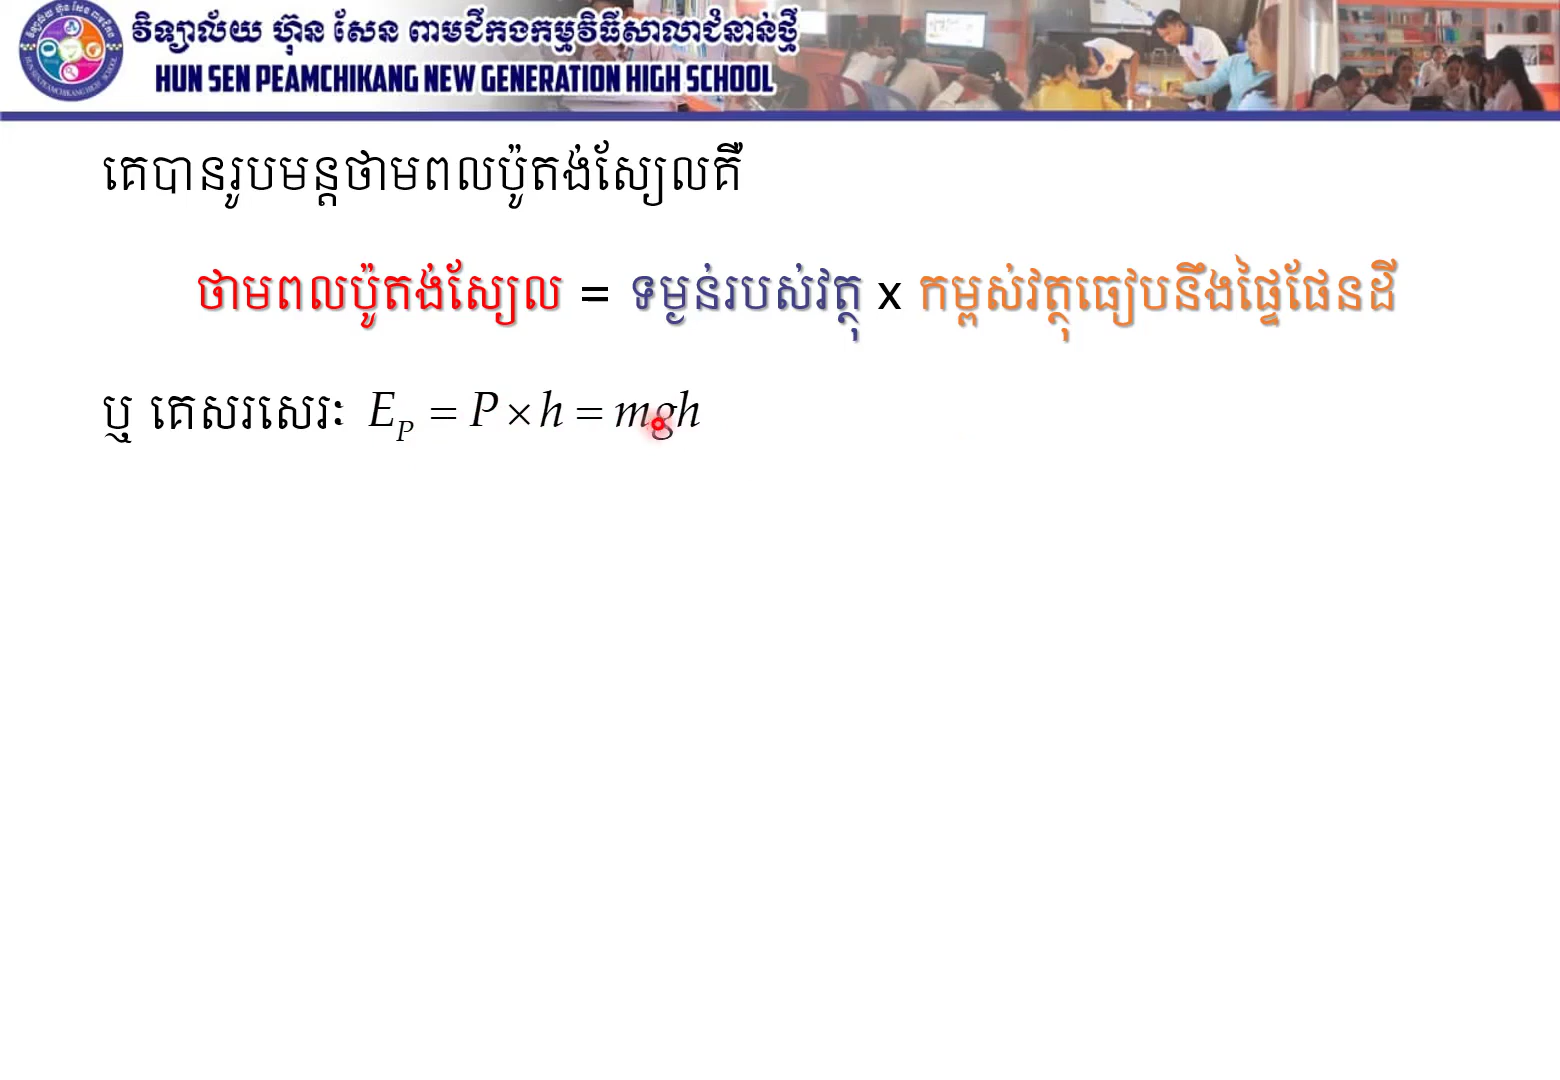 វិទ្យាល័យ ហ៊ុន សែន ពាមជីកងកម្មវិធីសាលាជំនាន់ថ្មី
HUN SEN PEAMCHIKANG NEW GENERATION HIGH SCHOOL
គេបានរូបមន្តថាមពលប៉ូតង់ស្យែលគឺ
ថាមពលប៉ូតង់ស្យែល = ទម្ងន់របស់វត្ថុ x កម្ពស់វត្ថុធៀបនឹងផ្ទៃផែនដី
ឬ គេសរសេរៈ E_P = P × h = mgh